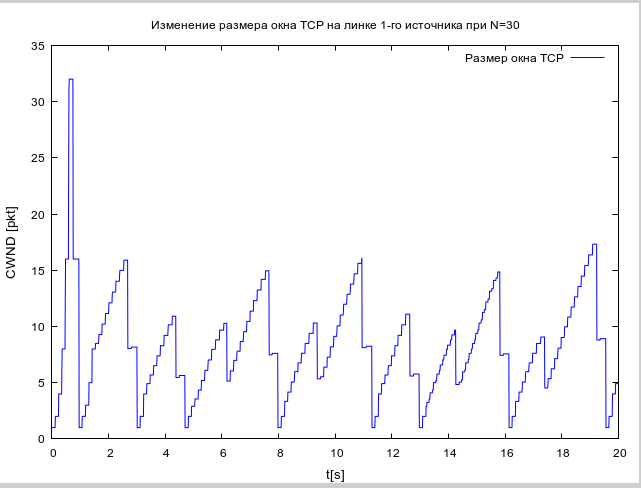 Изменение размера окна TCP на линке 1-го источника при N=30
Размер окна TCP
35
30
25
20
15
10
5
0
CWND [pkt]
0 2 4 6 8 10 12 14 16 18 20
t[s]